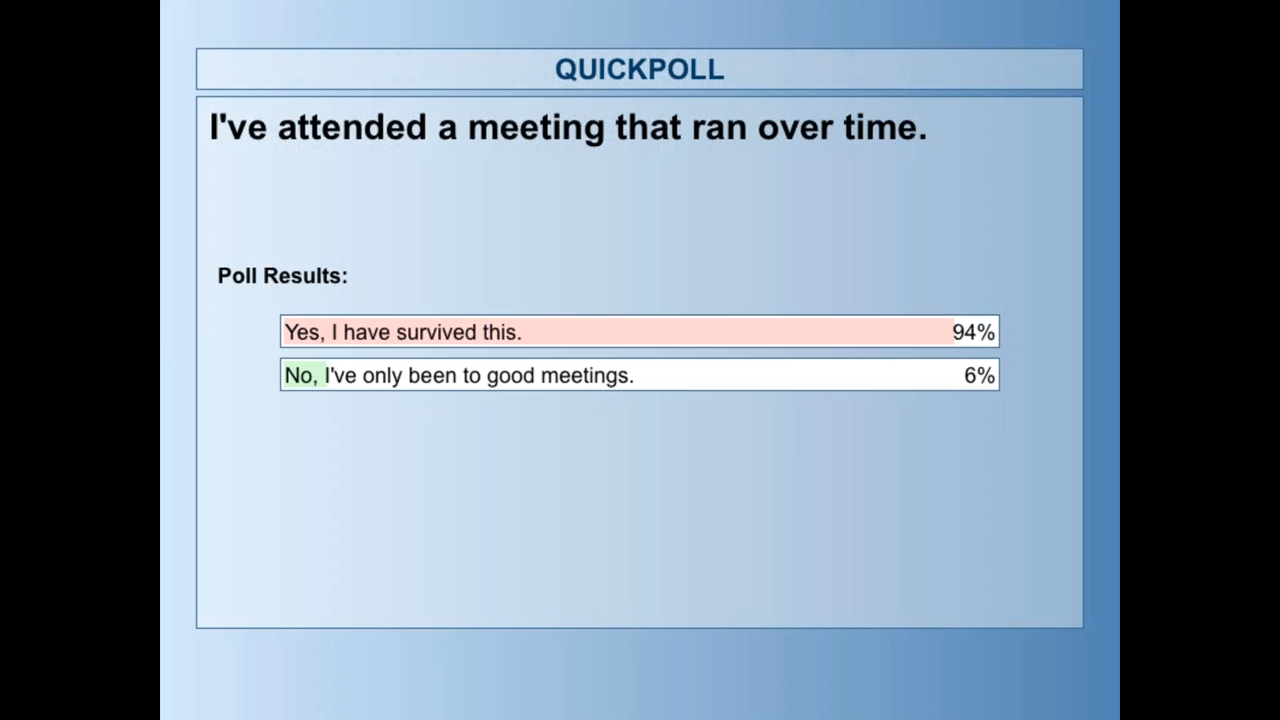 QUICKPOLL
I've attended a meeting that ran over time.
Poll Results:
Yes, I have survived this. 94%
No, I've only been to good meetings. 6%